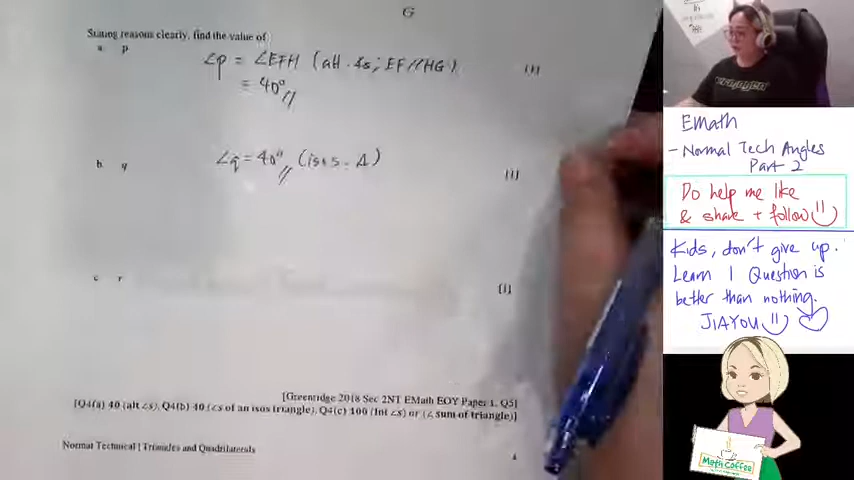 G
Stating reasons clearly, find the value of
a p
∠p = ∠EFH (alt. ∠s; EF//HG) [1]
= 40°//
b q
∠q = 40°// (isos. Δ) [1]
c r [1]
[Greenridge 2018 Sec 2NT EMath EOY Paper 1, Q5]
[Q4(a) 40 (alt ∠s), Q4(b) 40 (∠s of an isos triangle), Q4(c) 100 (Int ∠s) or (∠ sum of triangle)]
Normal Technical | Triangles and Quadrilaterals
4
EMath
- Normal Tech Angles
Part 2
Do help me like
& share + follow
Kids, don't give up.
Learn 1 Question is
better than nothing.
JIAYOU
Math Coffee